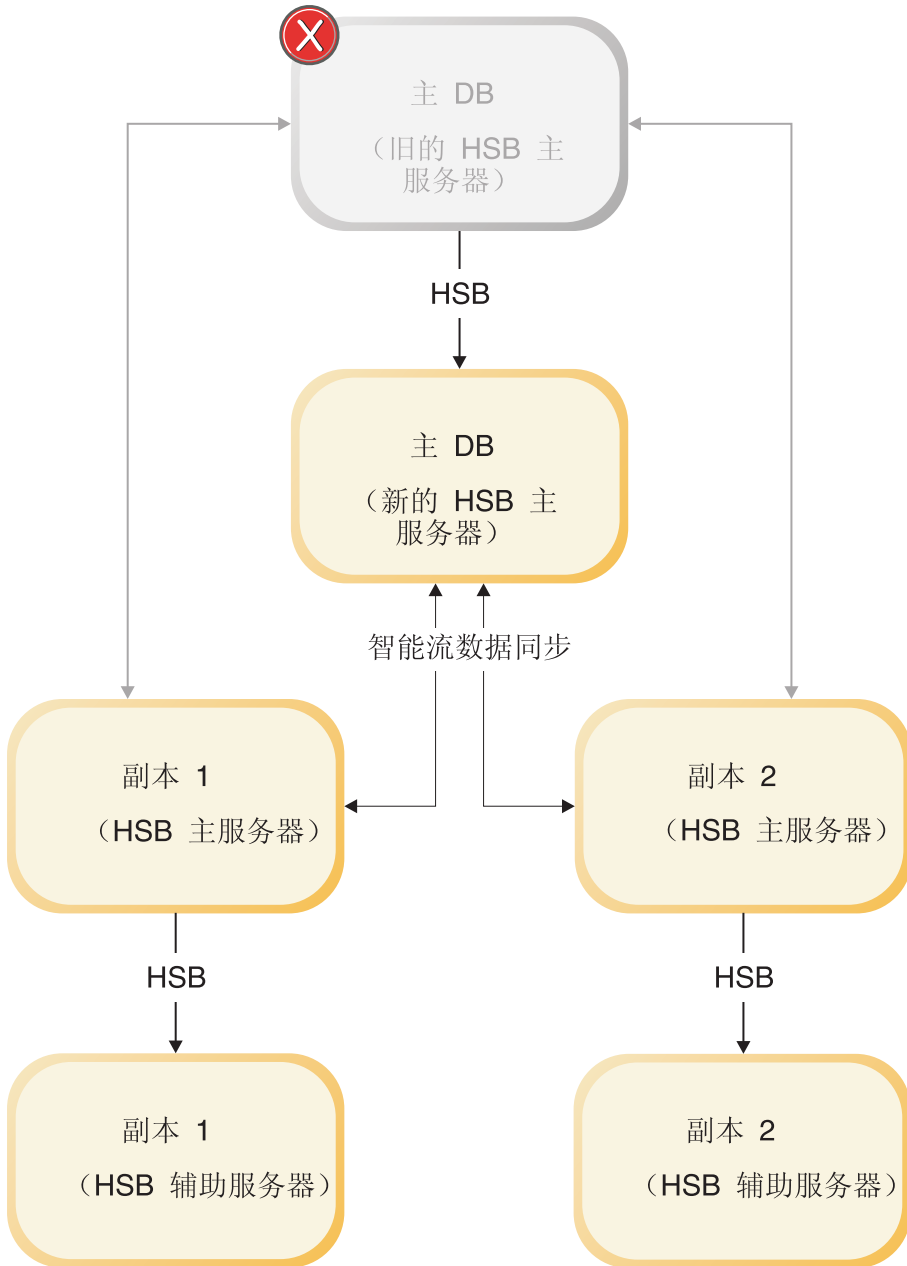 主 DB
（旧的 HSB 主
服务器）
HSB
主 DB
（新的 HSB 主
服务器）
智能流数据同步
副本 1
（HSB 主服务器）
副本 2
（HSB 主服务器）
HSB
HSB
副本 1
（HSB 辅助服务器）
副本 2
（HSB 辅助服务器）